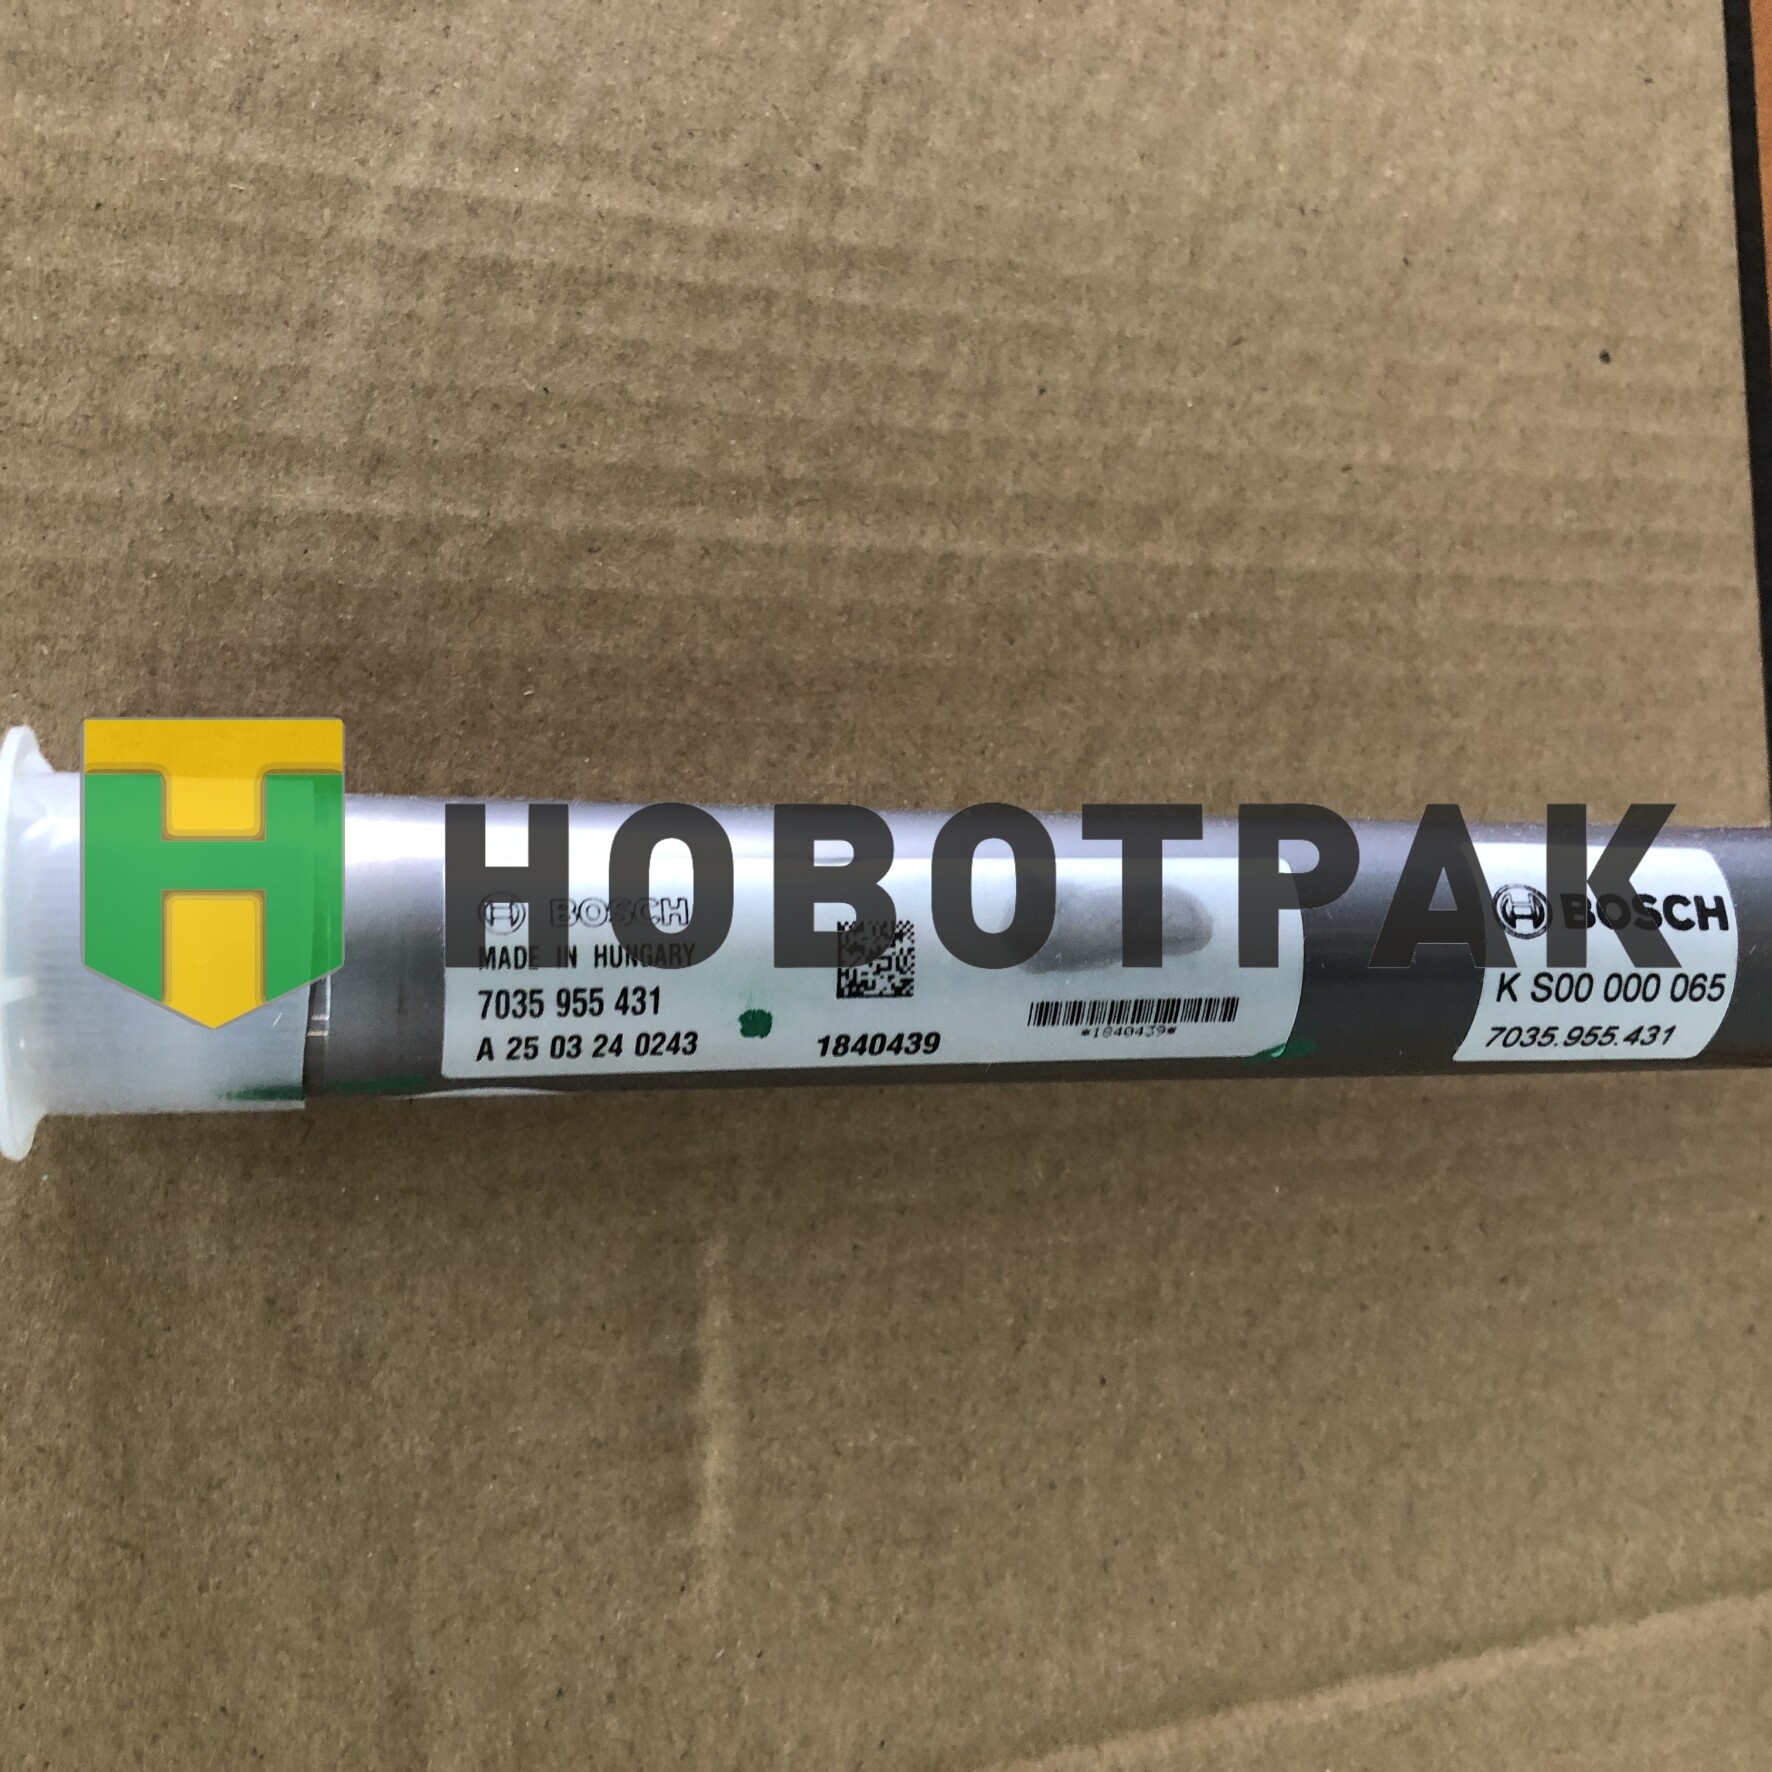 НОВОТРАК
BOSCH
MADE IN HUNGARY
7035 955 431
A 25 03 24 0243
1840439
*1840439*
BOSCH
K S00 000 065
7035.955.431